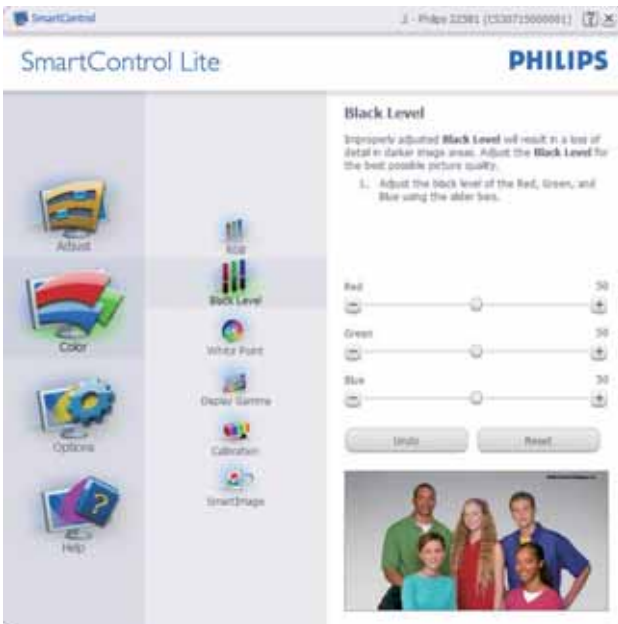 SmartControl
SmartControl Lite
PHILIPS
Adjust
Color
Options
Help
RGB
Black Level
White Point
Display Gamma
Calibration
SmartImage
Black Level
Improperly adjusted Black Level will result in a loss of
detail in darker image areas. Adjust the Black Level for
the best possible picture quality.
1. Adjust the black level of the Red, Green, and
Blue using the slider bars.
Red 50
Green 50
Blue 50
Undo Reset